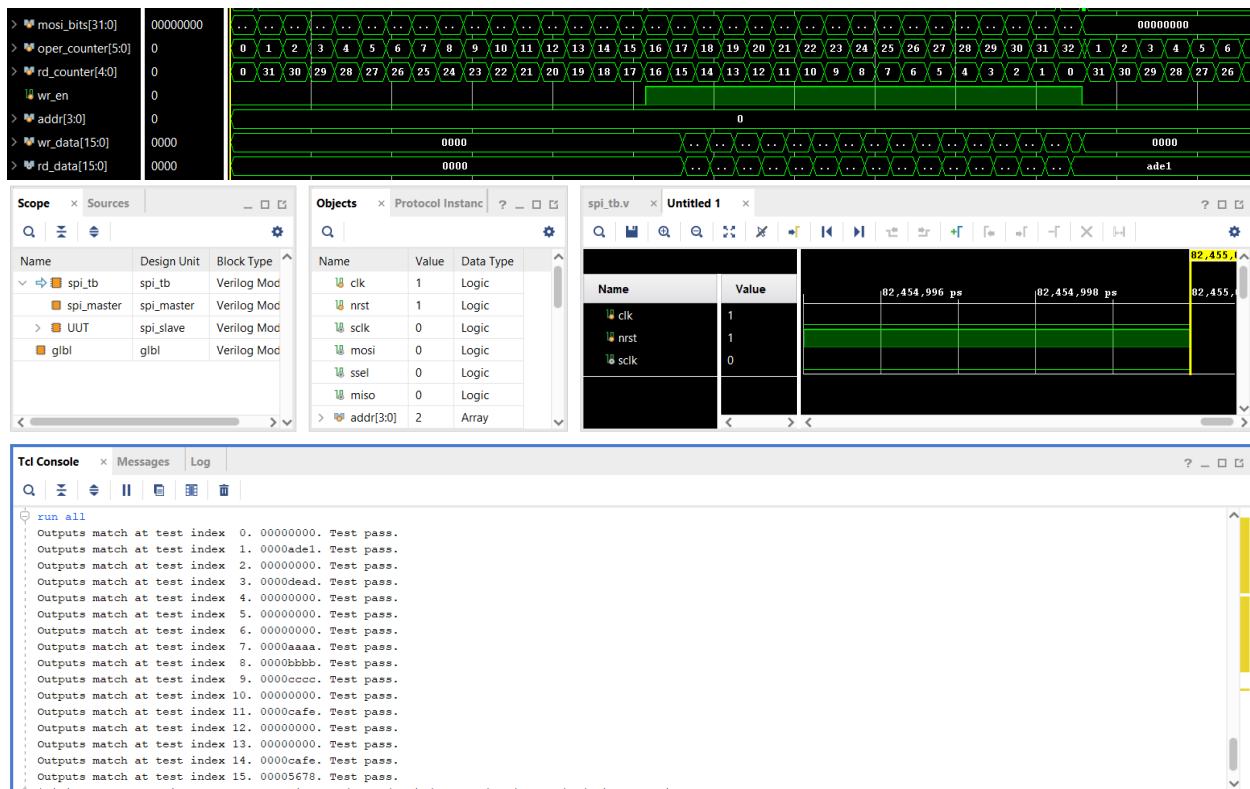 mosi_bits[31:0] 00000000 00000000
oper_counter[5:0] 0 0 1 2 3 4 5 6 7 8 9 10 11 12 13 14 15 16 17 18 19 20 21 22 23 24 25 26 27 28 29 30 31 32 1 2 3 4 5 6
rd_counter[4:0] 0 0 31 30 29 28 27 26 25 24 23 22 21 20 19 18 17 16 15 14 13 12 11 10 9 8 7 6 5 4 3 2 1 0 31 30 29 28 27 26
wr_en 0
addr[3:0] 0 0
wr_data[15:0] 0000 0000 0000
rd_data[15:0] 0000 0000 ade1
Scope × Sources
Name Design Unit Block Type
spi_tb spi_tb Verilog Mod
spi_master spi_master Verilog Mod
UUT spi_slave Verilog Mod
glbl glbl Verilog Mod
Objects × Protocol Instanc ?
Name Value Data Type
clk 1 Logic
nrst 1 Logic
sclk 0 Logic
mosi 0 Logic
ssel 0 Logic
miso 0 Logic
addr[3:0] 2 Array
spi_tb.v × Untitled 1 × ?
82,455,
Name Value 82,454,996 ps 82,454,998 ps 82,455,
clk 1
nrst 1
sclk 0
Tcl Console × Messages Log ?
run all
Outputs match at test index 0. 00000000. Test pass.
Outputs match at test index 1. 0000ade1. Test pass.
Outputs match at test index 2. 00000000. Test pass.
Outputs match at test index 3. 0000dead. Test pass.
Outputs match at test index 4. 00000000. Test pass.
Outputs match at test index 5. 00000000. Test pass.
Outputs match at test index 6. 00000000. Test pass.
Outputs match at test index 7. 0000aaaa. Test pass.
Outputs match at test index 8. 0000bbbb. Test pass.
Outputs match at test index 9. 0000cccc. Test pass.
Outputs match at test index 10. 00000000. Test pass.
Outputs match at test index 11. 0000cafe. Test pass.
Outputs match at test index 12. 00000000. Test pass.
Outputs match at test index 13. 00000000. Test pass.
Outputs match at test index 14. 0000cafe. Test pass.
Outputs match at test index 15. 00005678. Test pass.